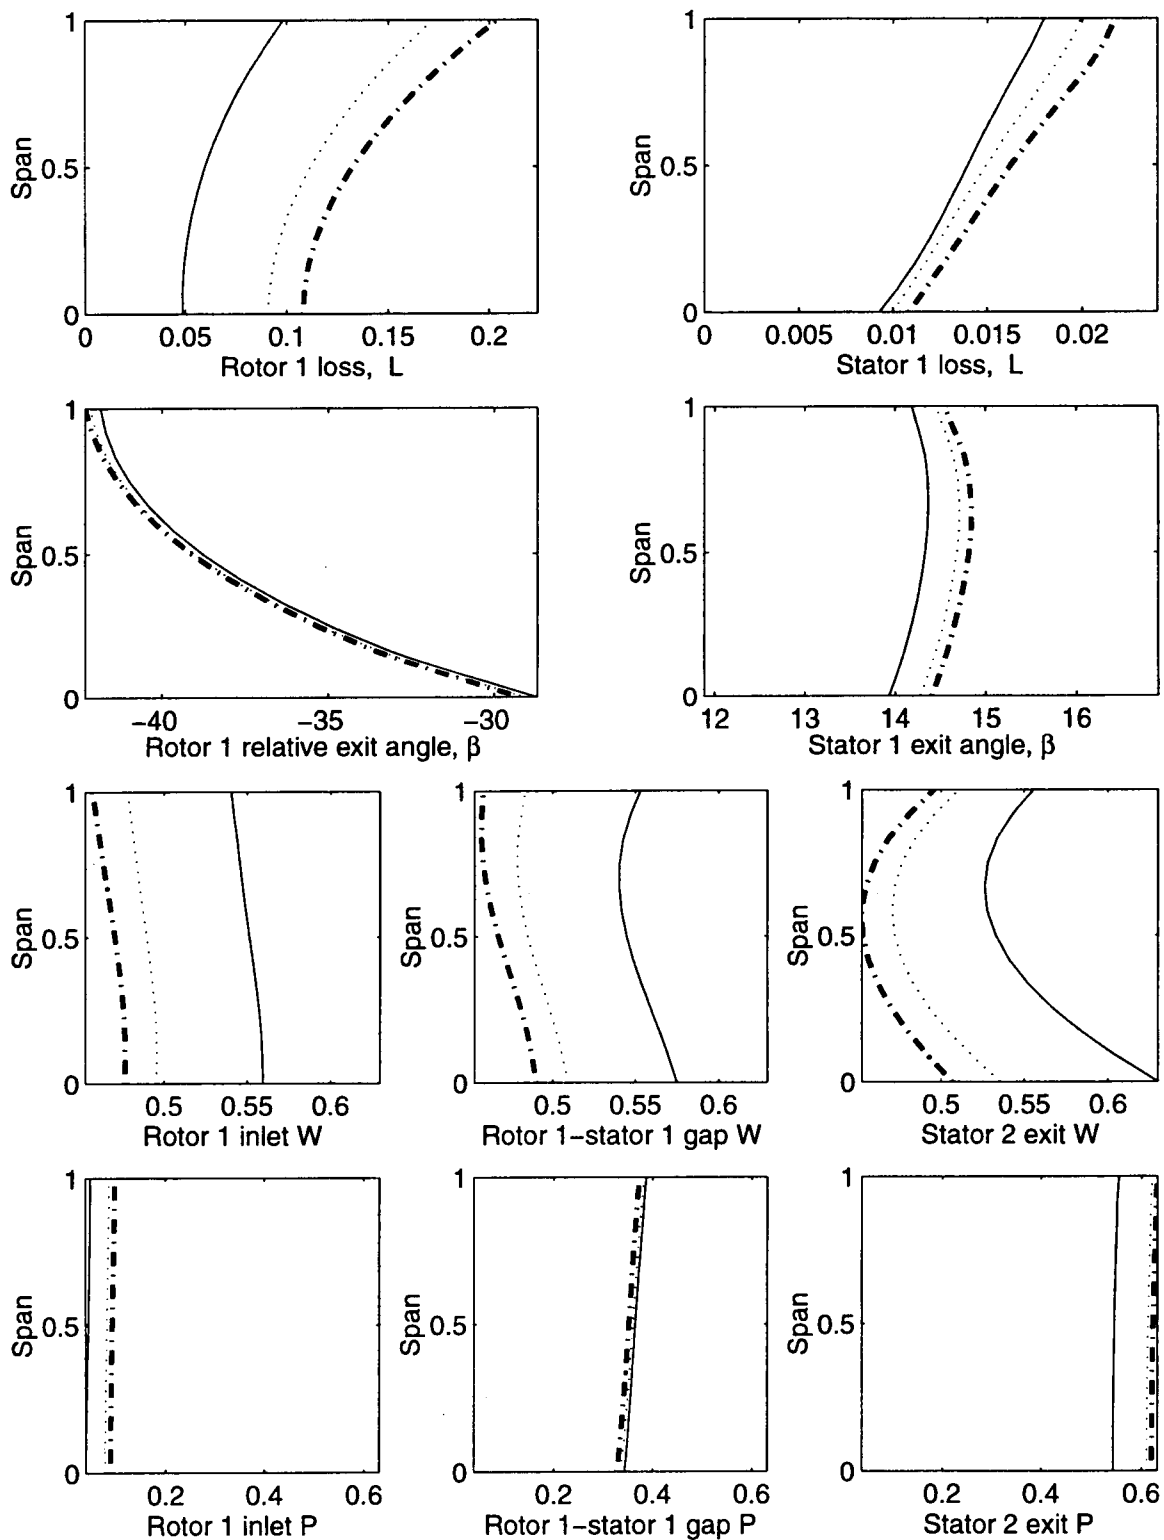 1
0.5
0
Span
0 0.05 0.1 0.15 0.2
Rotor 1 loss, L
1
0.5
0
Span
0 0.005 0.01 0.015 0.02
Stator 1 loss, L
1
0.5
0
Span
−40 −35 −30
Rotor 1 relative exit angle, β
1
0.5
0
Span
12 13 14 15 16
Stator 1 exit angle, β
1
0.5
0
Span
0.5 0.55 0.6
Rotor 1 inlet W
1
0.5
0
Span
0.5 0.55 0.6
Rotor 1−stator 1 gap W
1
0.5
0
Span
0.5 0.55 0.6
Stator 2 exit W
1
0.5
0
Span
0.2 0.4 0.6
Rotor 1 inlet P
1
0.5
0
Span
0.2 0.4 0.6
Rotor 1−stator 1 gap P
1
0.5
0
Span
0.2 0.4 0.6
Stator 2 exit P